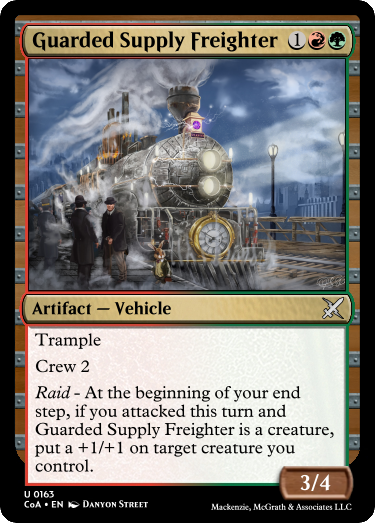 Guarded Supply Freighter 1
Artifact — Vehicle
Trample
Crew 2
Raid - At the beginning of your end
step, if you attacked this turn and
Guarded Supply Freighter is a creature,
put a +1/+1 on target creature you
control.
3/4
U 0163
CoA • EN DANYON STREET
Mackenzie, McGrath & Associates LLC